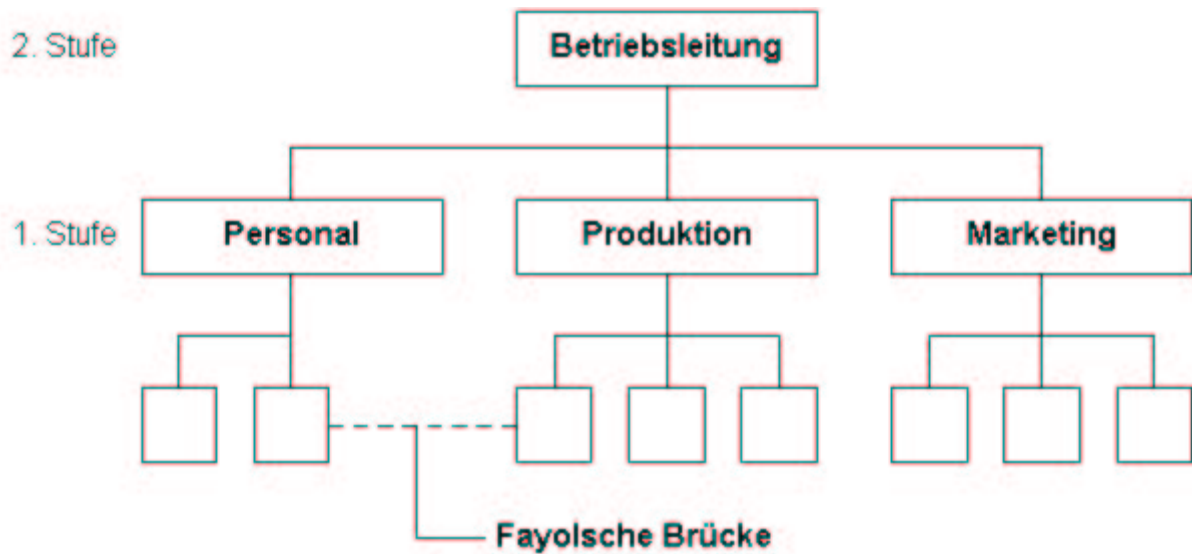 2. Stufe
Betriebsleitung
1. Stufe
Personal
Produktion
Marketing
Fayolsche Brücke